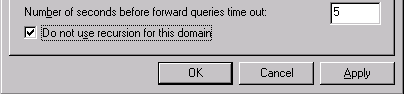 Number of seconds before forward queries time out: 5
Do not use recursion for this domain
OK Cancel Apply